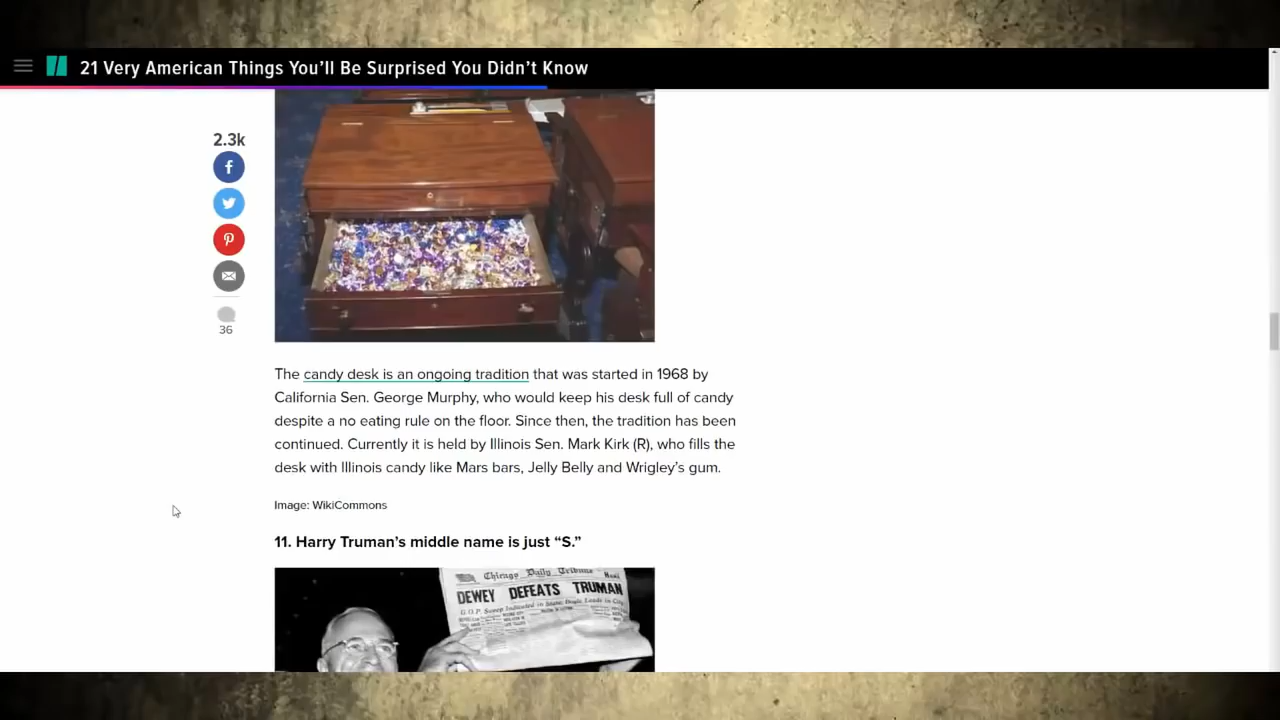 21 Very American Things You'll Be Surprised You Didn't Know
2.3k
36
The candy desk is an ongoing tradition that was started in 1968 by
California Sen. George Murphy, who would keep his desk full of candy
despite a no eating rule on the floor. Since then, the tradition has been
continued. Currently it is held by Illinois Sen. Mark Kirk (R), who fills the
desk with Illinois candy like Mars bars, Jelly Belly and Wrigley's gum.
Image: WikiCommons
11. Harry Truman's middle name is just “S.”
Chicago Daily Tribune
DEWEY DEFEATS TRUMAN